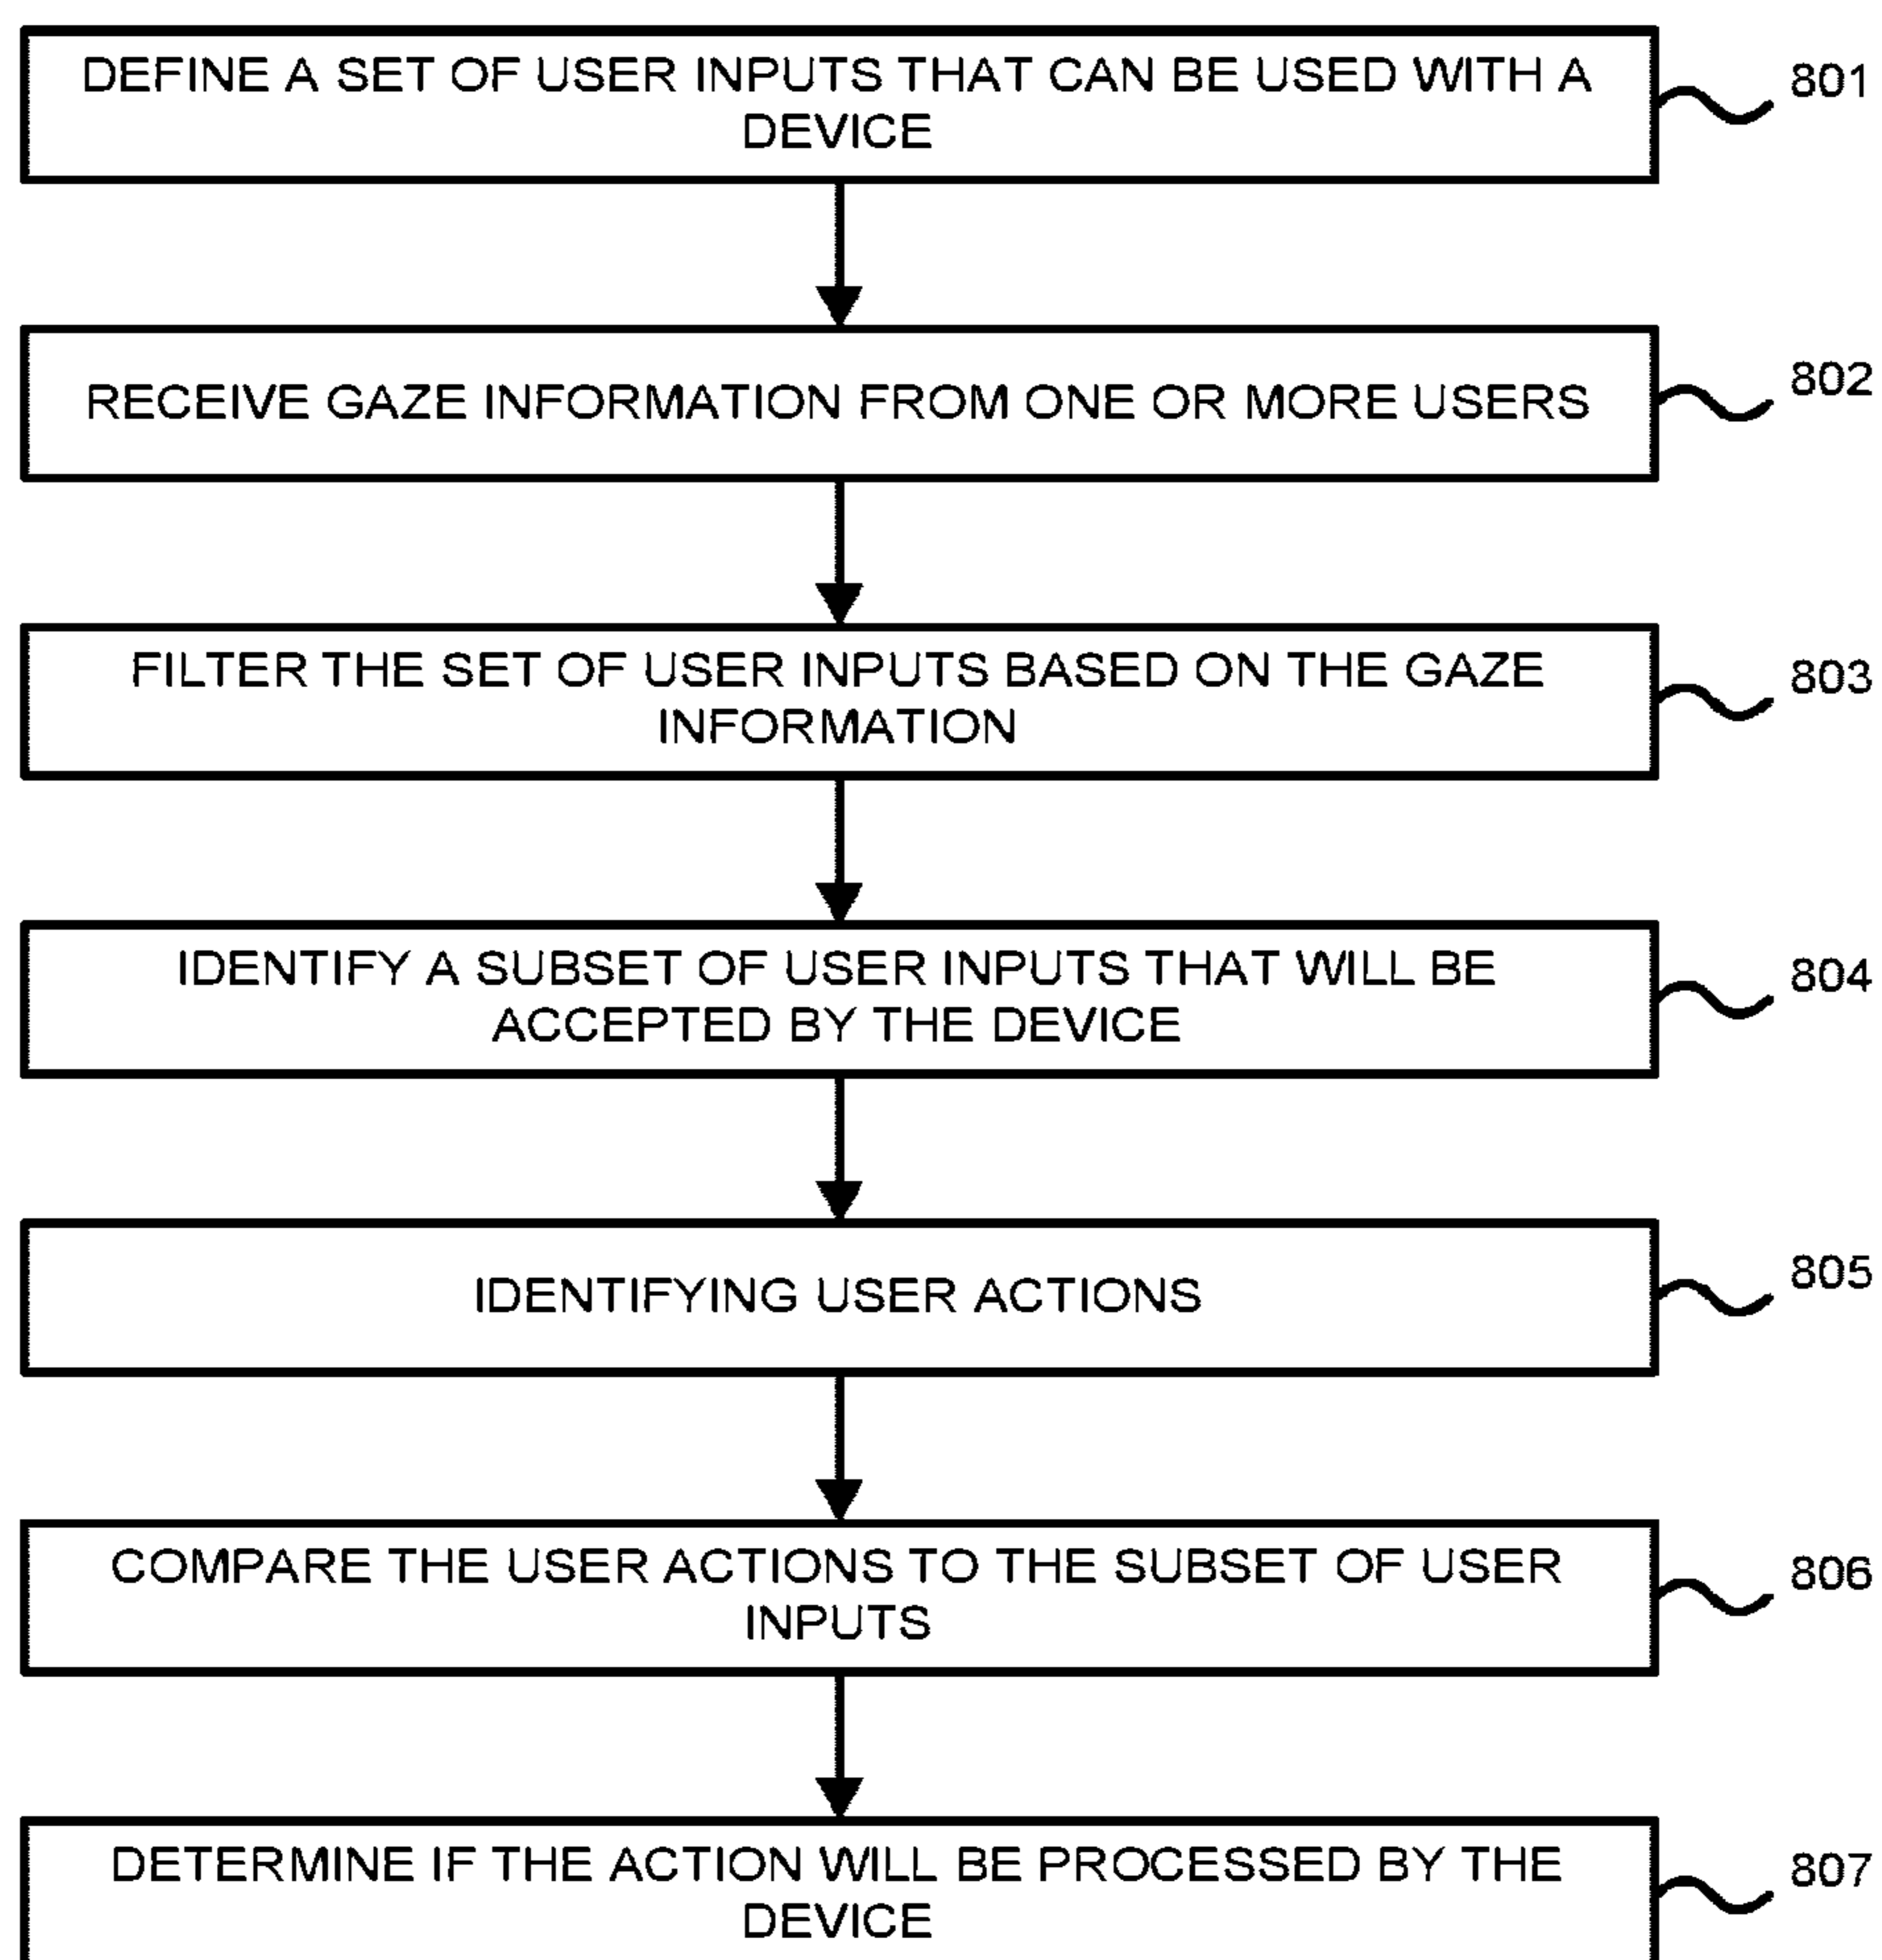 DEFINE A SET OF USER INPUTS THAT CAN BE USED WITH A
DEVICE
801
RECEIVE GAZE INFORMATION FROM ONE OR MORE USERS
802
FILTER THE SET OF USER INPUTS BASED ON THE GAZE
INFORMATION
803
IDENTIFY A SUBSET OF USER INPUTS THAT WILL BE
ACCEPTED BY THE DEVICE
804
IDENTIFYING USER ACTIONS
805
COMPARE THE USER ACTIONS TO THE SUBSET OF USER
INPUTS
806
DETERMINE IF THE ACTION WILL BE PROCESSED BY THE
DEVICE
807